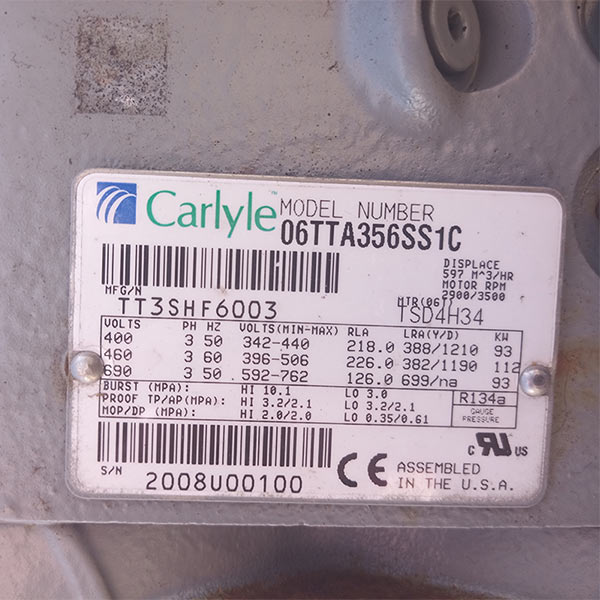 Carlyle™ MODEL NUMBER
06TTA356SS1C
DISPLACE
597 M^3/HR
MOTOR RPM
2900/3500
MFG/N
TT3SHF6003
MTR(06T)
TSD4H34
VOLTS PH HZ VOLTS(MIN-MAX) RLA LRA(Y/D) KW
400 3 50 342-440 218.0 388/1210 93
460 3 60 396-506 226.0 382/1190 112
690 3 50 592-762 126.0 699/na 93
BURST (MPA): HI 10.1 LO 3.0
PROOF TP/AP(MPA): HI 3.2/2.1 LO 3.2/2.1
MOP/DP (MPA): HI 2.0/2.0 LO 0.35/0.61
R134a
GAUGE
PRESSURE
S/N
2008U00100
CE
c RU us
ASSEMBLED
IN THE U.S.A.